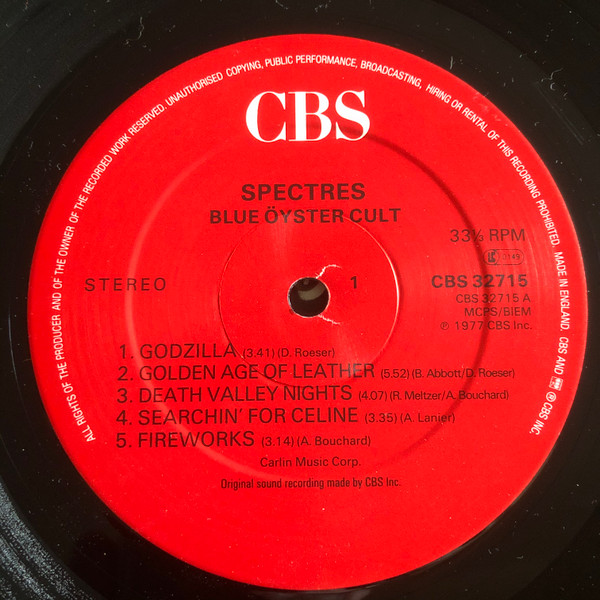 ALL RIGHTS OF THE PRODUCER AND OF THE OWNER OF THE RECORDED WORK RESERVED. UNAUTHORISED COPYING, PUBLIC PERFORMANCE, BROADCASTING, HIRING OR RENTAL OF THIS RECORDING PROHIBITED. MADE IN ENGLAND. CBS AND ® CBS INC.
CBS
SPECTRES
BLUE ÖYSTER CULT
33⅓ RPM
STEREO
1
CBS 32715
CBS 32715 A
MCPS/BIEM
℗ 1977 CBS Inc.
1. GODZILLA (3.41) (D. Roeser)
2. GOLDEN AGE OF LEATHER (5.52) (B. Abbott/D. Roeser)
3. DEATH VALLEY NIGHTS (4.07) (R. Meltzer/A. Bouchard)
4. SEARCHIN' FOR CELINE (3.35) (A. Lanier)
5. FIREWORKS (3.14) (A. Bouchard)
Carlin Music Corp.
Original sound recording made by CBS Inc.